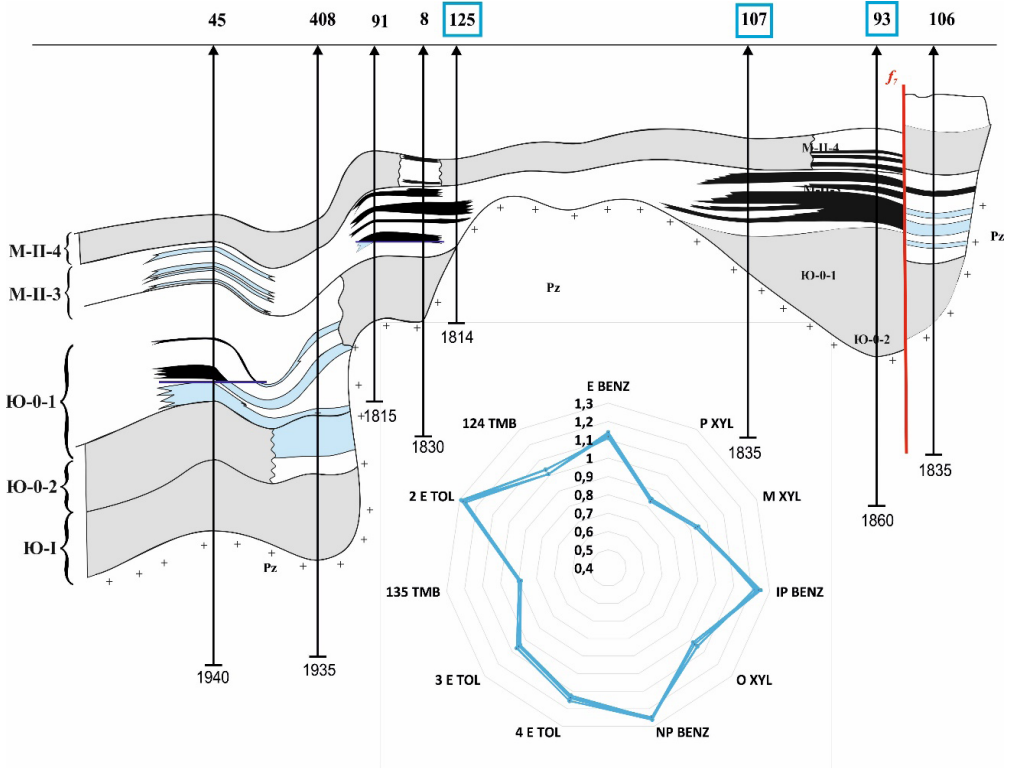 45 408 91 8 125 107 93 106
f₇
М-II-4
М-II-4
М-II-3
Pz
Ю-0-1
Pz
1814
Ю-0-2
Ю-0-1
E BENZ
1,3
1815
124 TMB
1,2
P XYL
1830
1,1
1835
1835
1
2 E TOL
0,9
M XYL
Ю-0-2
0,8
1860
0,7
0,6
Ю-I
0,5
Pz
0,4
135 TMB
IP BENZ
1940
1935
3 E TOL
O XYL
4 E TOL
NP BENZ